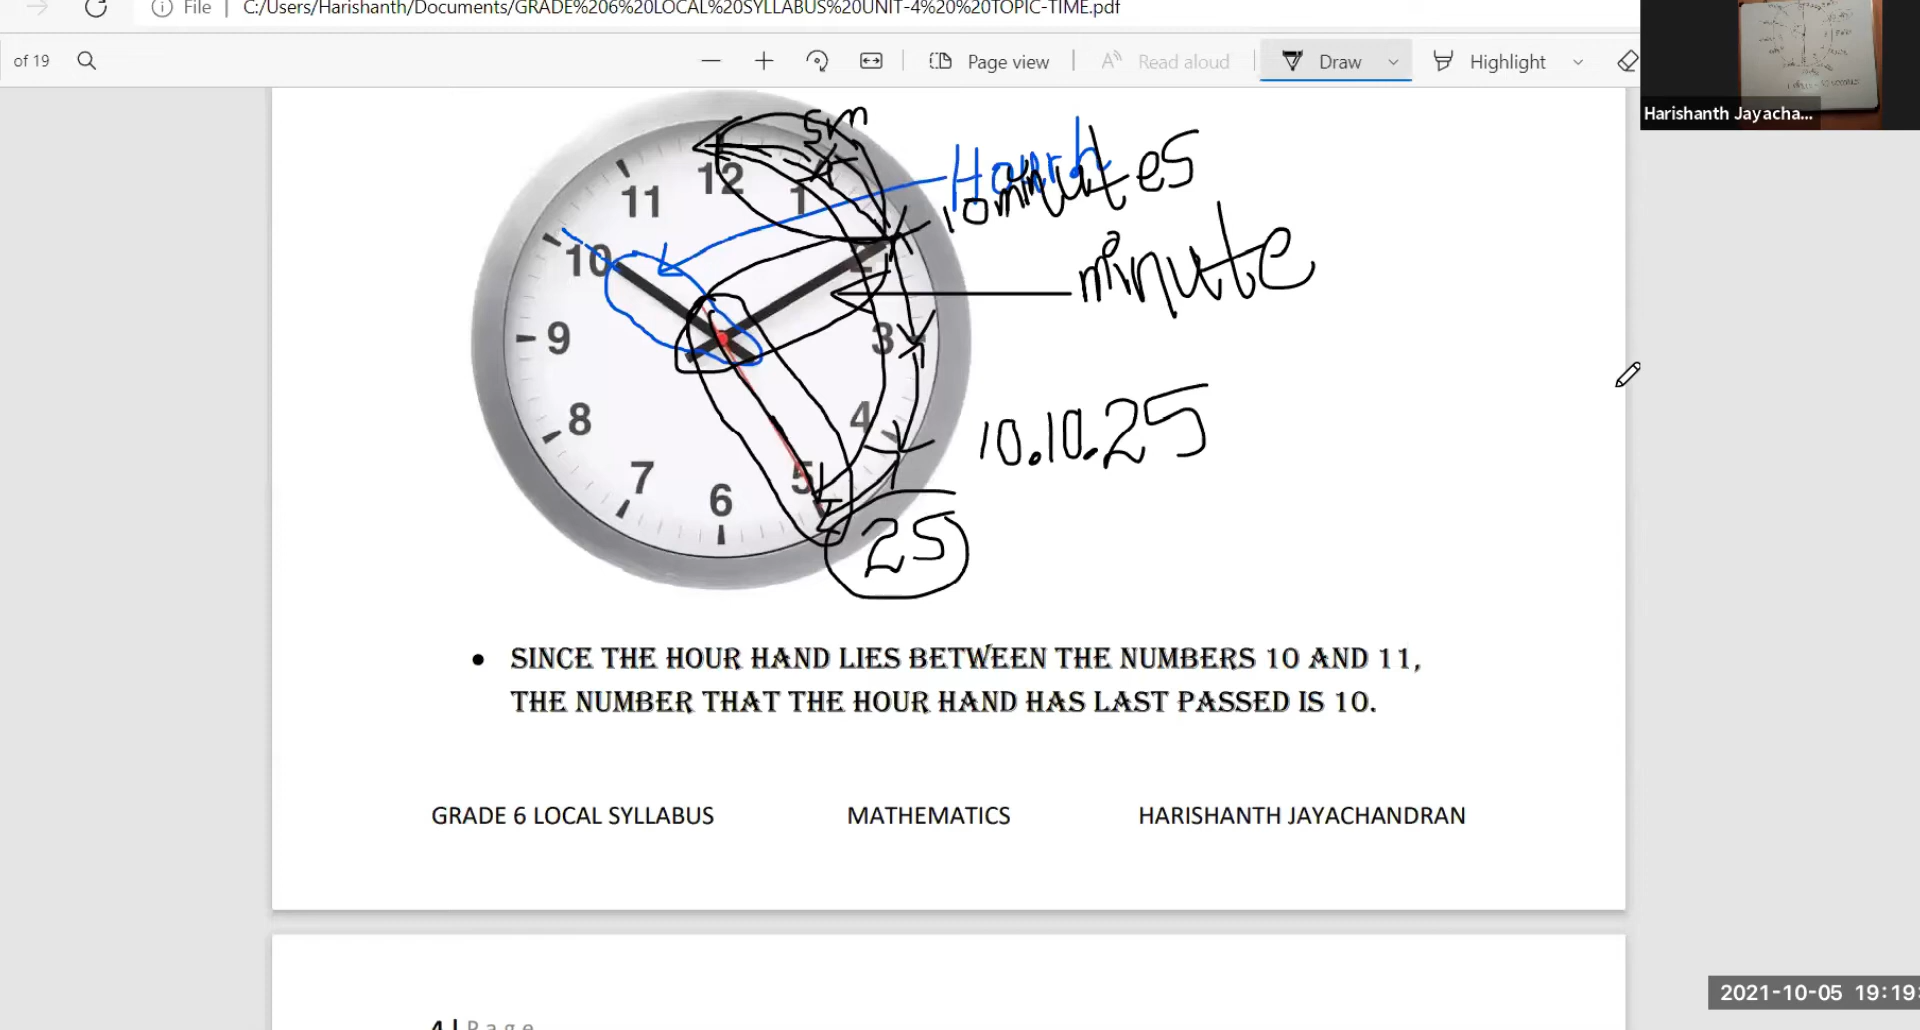 File | C:/Users/Harishanth/Documents/GRADE%206%20LOCAL%20SYLLABUS%20UNIT-4%20%20TOPIC-TIME.pdf
of 19 Page view Read aloud Draw Highlight
Harishanth Jayacha...
12
1
2
3
4
5
6
7
8
9
10
11
5m
Hour
10 minutes
minute
10.10.25
25
SINCE THE HOUR HAND LIES BETWEEN THE NUMBERS 10 AND 11,
THE NUMBER THAT THE HOUR HAND HAS LAST PASSED IS 10.
GRADE 6 LOCAL SYLLABUS MATHEMATICS HARISHANTH JAYACHANDRAN
2021-10-05 19:19:
4 | Page